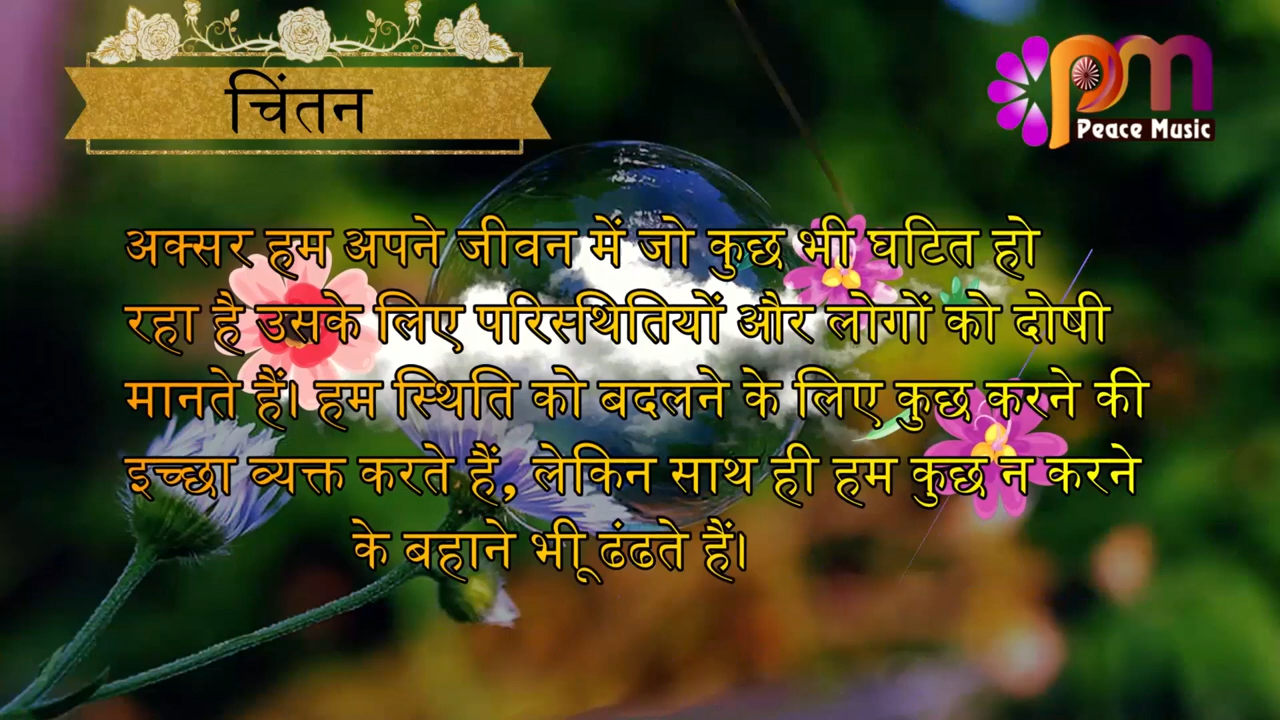 चिंतन
pm
Peace Music
अक्सर हम अपने जीवन में जो कुछ भी घटित हो
रहा है उसके लिए परिस्थितियों और लोगों को दोषी
मानते हैं। हम स्थिति को बदलने के लिए कुछ करने की
इच्छा व्यक्त करते हैं, लेकिन साथ ही हम कुछ न करने
के बहाने भीू ढंढते हैं।